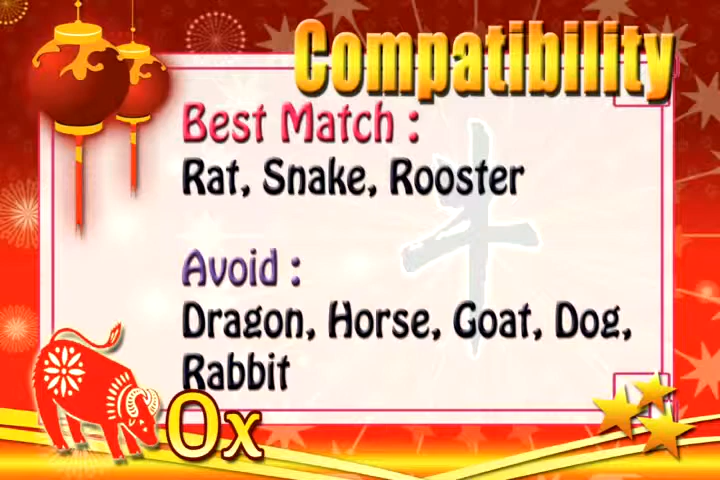 Compatibility
Best Match :
Rat, Snake, Rooster
牛
Avoid :
Dragon, Horse, Goat, Dog,
Rabbit
Ox